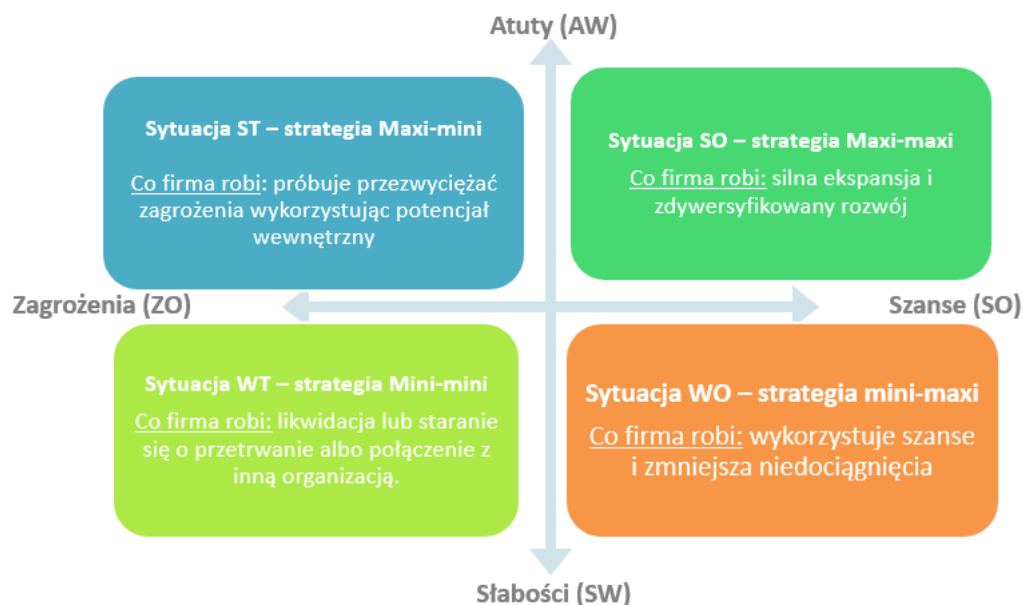 Atuty (AW)
Sytuacja ST – strategia Maxi-mini
Co firma robi: próbuje przezwyciężać
zagrożenia wykorzystując potencjał
wewnętrzny
Sytuacja SO – strategia Maxi-maxi
Co firma robi: silna ekspansja i
zdywersyfikowany rozwój
Zagrożenia (ZO)
Szanse (SO)
Sytuacja WT – strategia Mini-mini
Co firma robi: likwidacja lub staranie
się o przetrwanie albo połączenie z
inną organizacją.
Sytuacja WO – strategia mini-maxi
Co firma robi: wykorzystuje szanse
i zmniejsza niedociągnięcia
Słabości (SW)